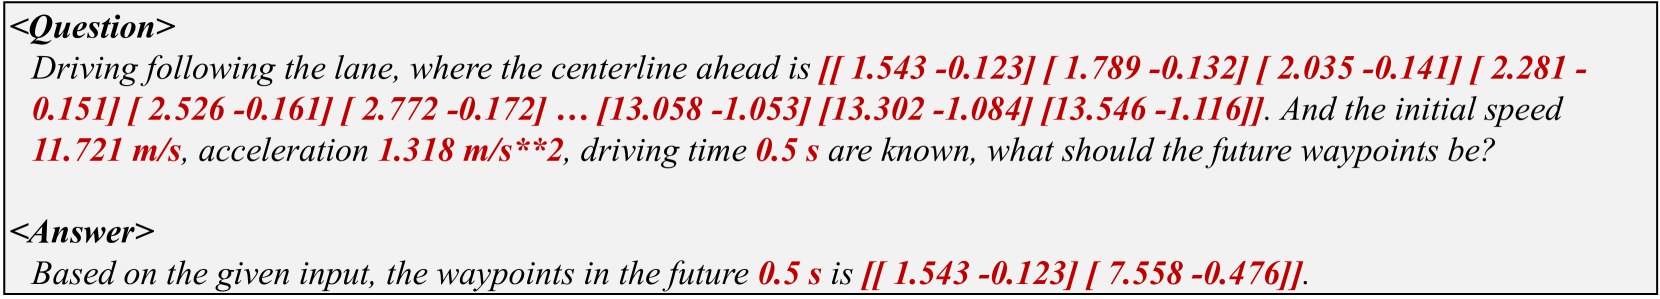 <Question>
Driving following the lane, where the centerline ahead is [[ 1.543 -0.123] [ 1.789 -0.132] [ 2.035 -0.141] [ 2.281 -
0.151] [ 2.526 -0.161] [ 2.772 -0.172] … [13.058 -1.053] [13.302 -1.084] [13.546 -1.116]]. And the initial speed
11.721 m/s, acceleration 1.318 m/s**2, driving time 0.5 s are known, what should the future waypoints be?
<Answer>
Based on the given input, the waypoints in the future 0.5 s is [[ 1.543 -0.123] [ 7.558 -0.476]].